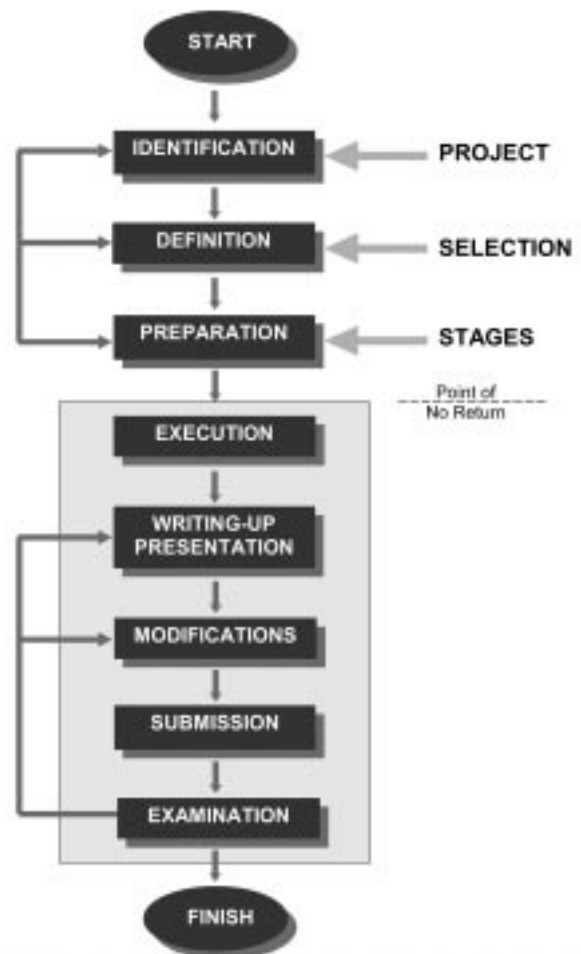 START
IDENTIFICATION
PROJECT
DEFINITION
SELECTION
PREPARATION
STAGES
Point of
No Return
EXECUTION
WRITING-UP
PRESENTATION
MODIFICATIONS
SUBMISSION
EXAMINATION
FINISH